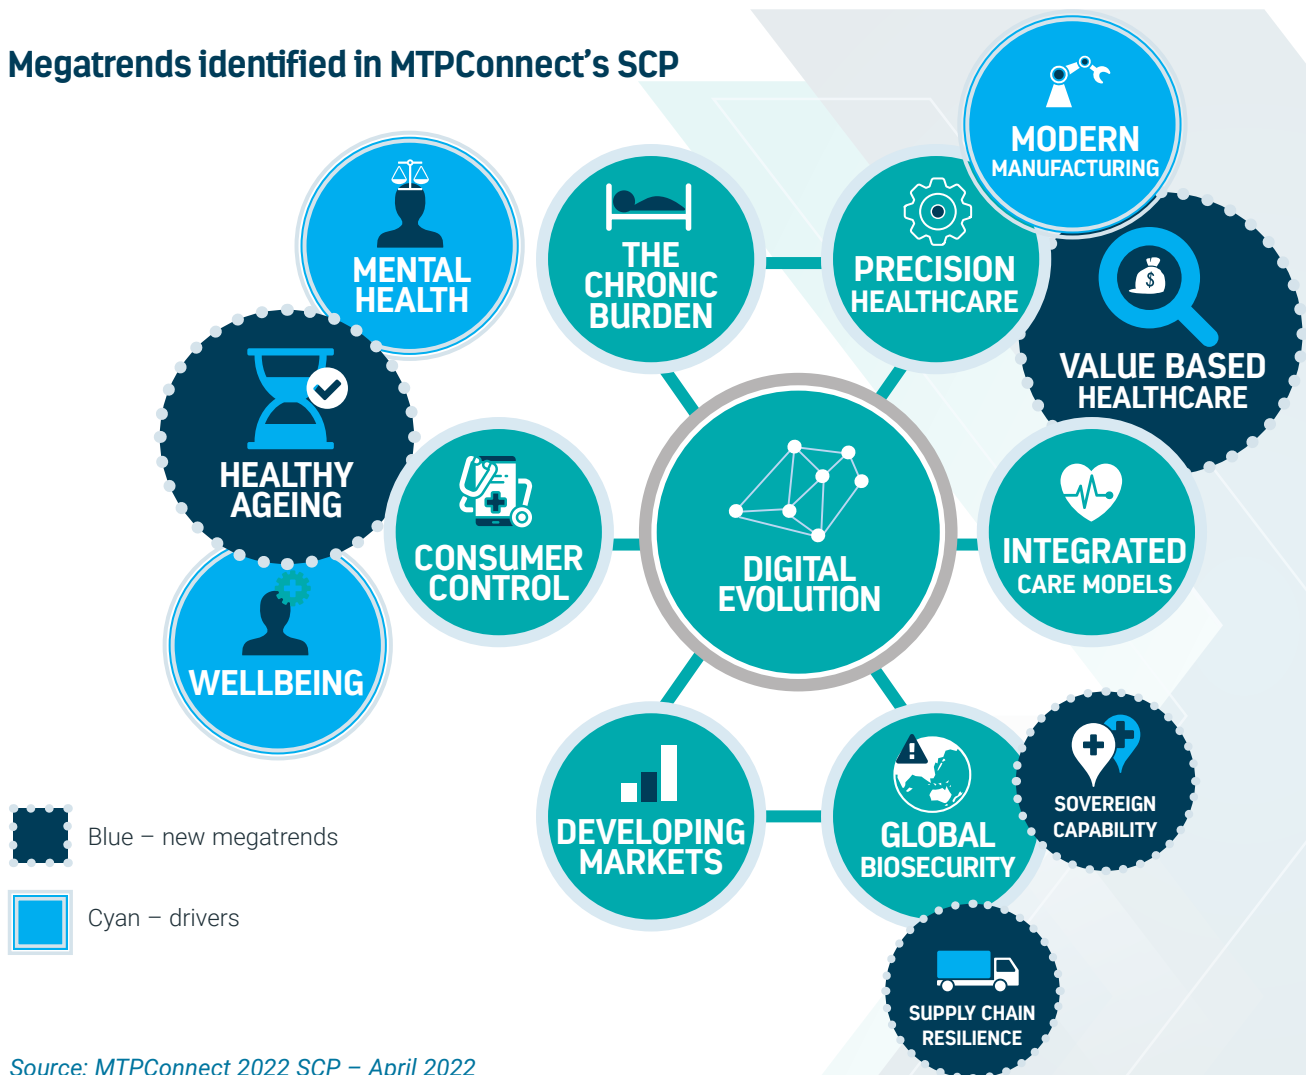 Megatrends identified in MTPConnect's SCP
MODERN
MANUFACTURING
MENTAL
HEALTH
THE
CHRONIC
BURDEN
PRECISION
HEALTHCARE
$
VALUE BASED
HEALTHCARE
HEALTHY
AGEING
CONSUMER
CONTROL
DIGITAL
EVOLUTION
INTEGRATED
CARE MODELS
WELLBEING
DEVELOPING
MARKETS
!
GLOBAL
BIOSECURITY
SOVEREIGN
CAPABILITY
SUPPLY CHAIN
RESILIENCE
Blue – new megatrends
Cyan – drivers
Source: MTPConnect 2022 SCP – April 2022